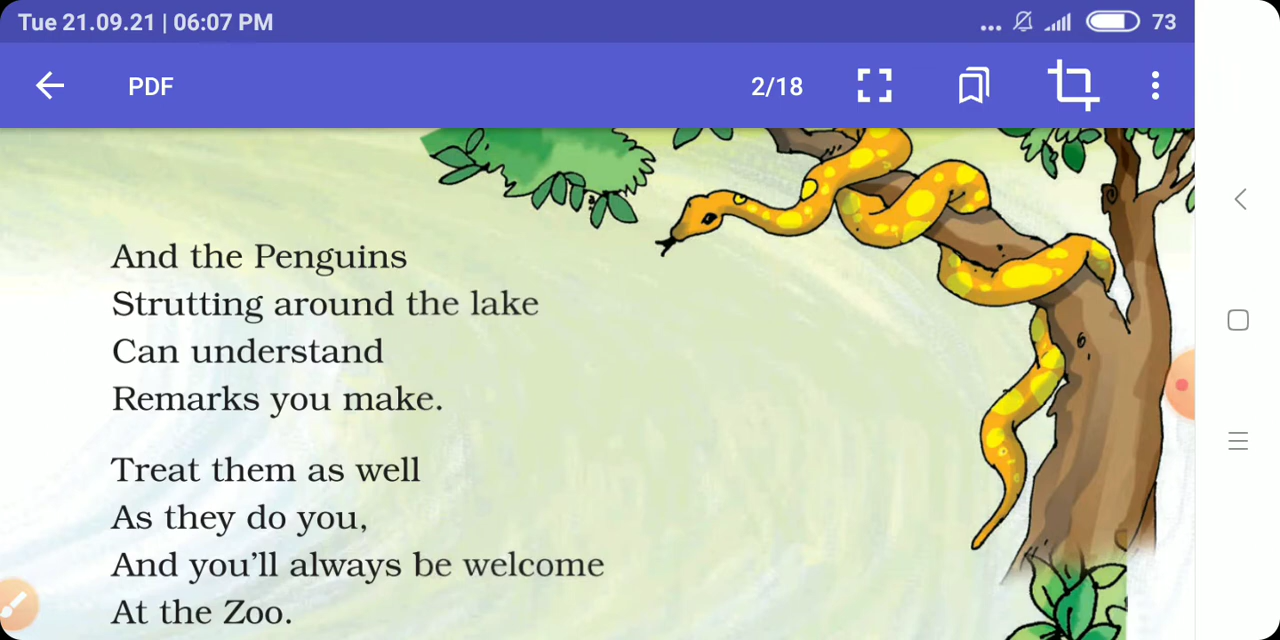 Tue 21.09.21 | 06:07 PM
... 73
PDF
2/18
And the Penguins
Strutting around the lake
Can understand
Remarks you make.
Treat them as well
As they do you,
And you'll always be welcome
At the Zoo.